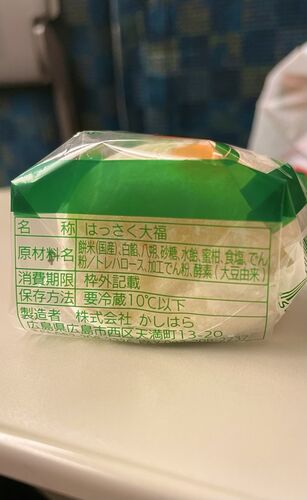 名 称 はっさく大福
原材料名 餅米(国産)、白餡、八朔、砂糖、水飴、蜜柑、食塩、でん
粉/トレハロース、加工でん粉、酵素(大豆由来)
消費期限 枠外記載
保存方法 要冷蔵10℃以下
製造者 株式会社 かしはら
広島県広島市西区天満町13-20